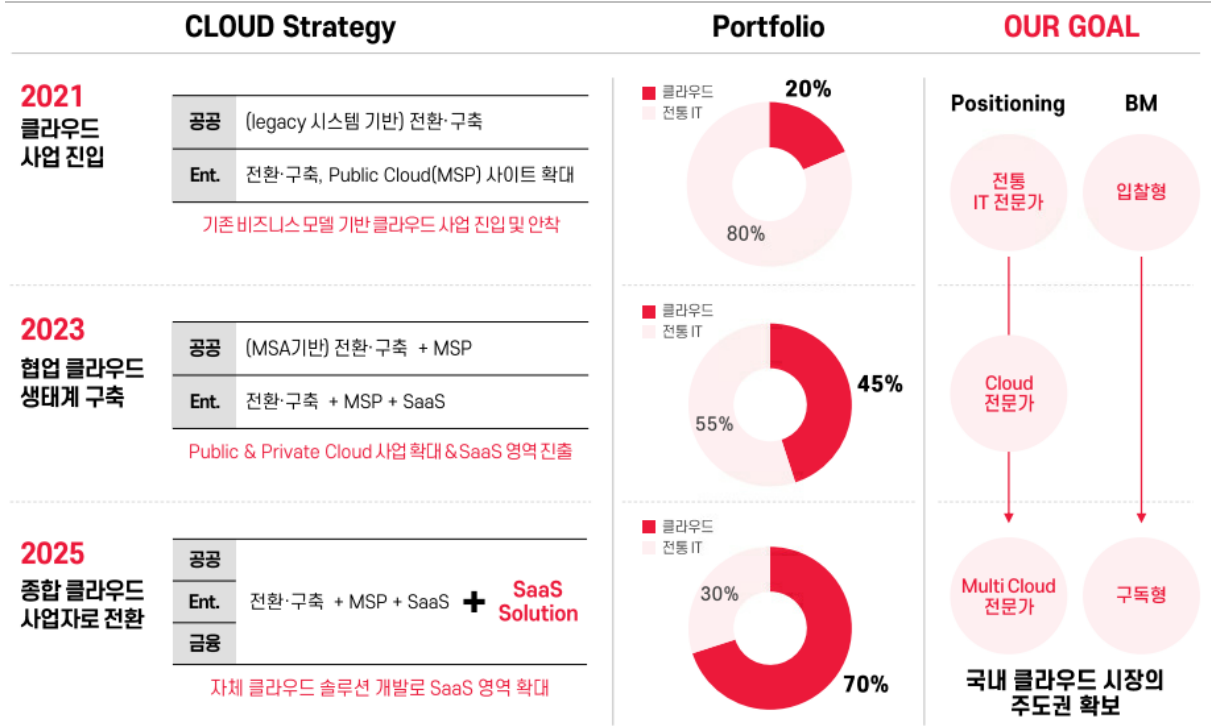 CLOUD Strategy
Portfolio
OUR GOAL
2021
클라우드
사업 진입
공공 (legacy 시스템 기반) 전환·구축
Ent. 전환·구축, Public Cloud(MSP) 사이트 확대
기존 비즈니스 모델 기반 클라우드 사업 진입 및 안착
클라우드
전통 IT
20%
80%
Positioning
BM
전통
IT 전문가
입찰형
2023
협업 클라우드
생태계 구축
공공 (MSA기반) 전환·구축 + MSP
Ent. 전환·구축 + MSP + SaaS
Public & Private Cloud 사업 확대 & SaaS 영역 진출
클라우드
전통 IT
45%
55%
Cloud
전문가
2025
종합 클라우드
사업자로 전환
공공
Ent.
금융
전환·구축 + MSP + SaaS + SaaS
Solution
자체 클라우드 솔루션 개발로 SaaS 영역 확대
클라우드
전통 IT
30%
70%
Multi Cloud
전문가
구독형
국내 클라우드 시장의
주도권 확보